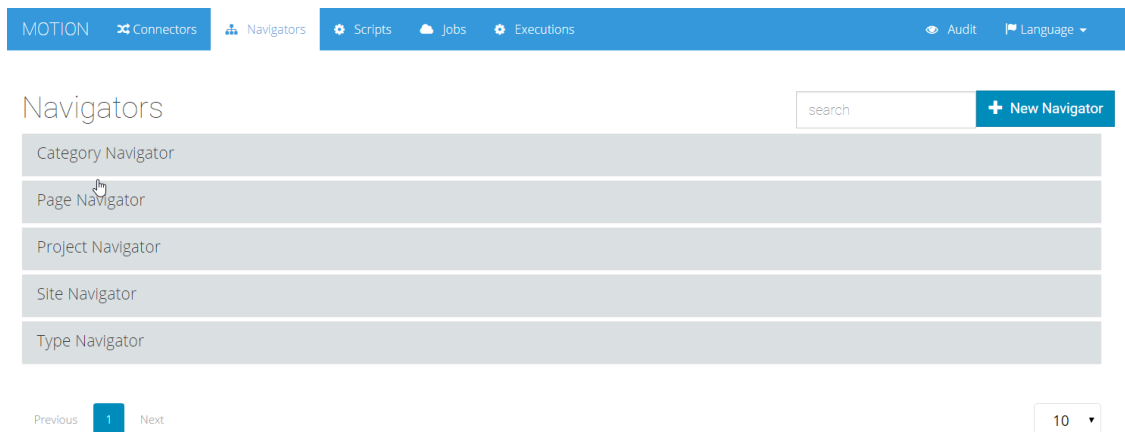 MOTION Connectors Navigators Scripts Jobs Executions Audit Language
Navigators
search
New Navigator
Category Navigator
Page Navigator
Project Navigator
Site Navigator
Type Navigator
Previous 1 Next 10